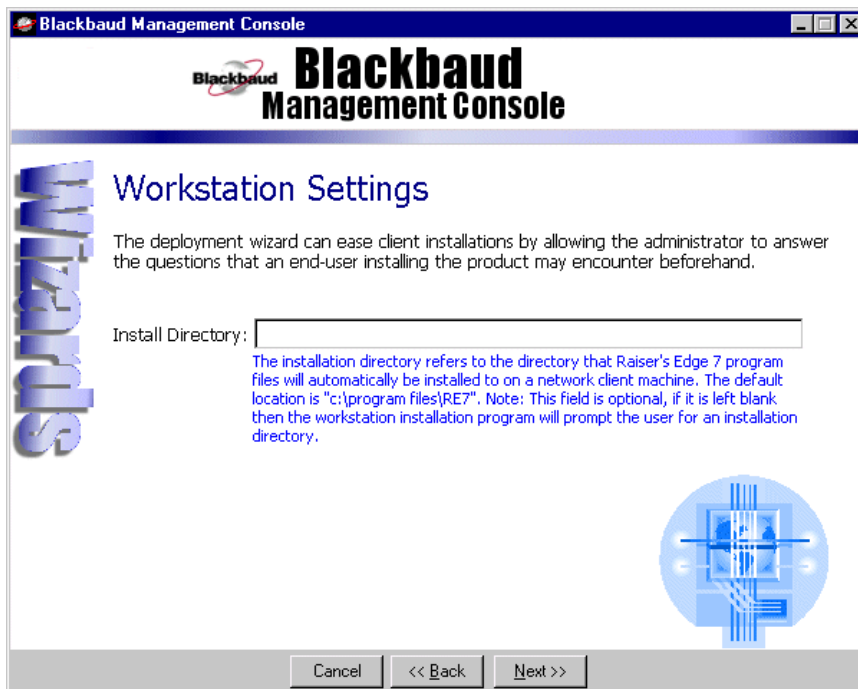 Blackbaud Management Console
Blackbaud Blackbaud
Management Console
Wizards
Workstation Settings
The deployment wizard can ease client installations by allowing the administrator to answer
the questions that an end-user installing the product may encounter beforehand.
Install Directory:
The installation directory refers to the directory that Raiser's Edge 7 program
files will automatically be installed to on a network client machine. The default
location is "c:\program files\RE7". Note: This field is optional, if it is left blank
then the workstation installation program will prompt the user for an installation
directory.
Cancel << Back Next >>